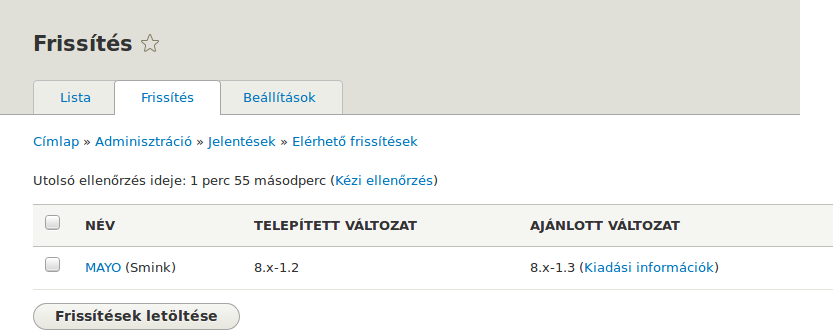 Frissítés
Lista Frissítés Beállítások
Címlap » Adminisztráció » Jelentések » Elérhető frissítések
Utolsó ellenőrzés ideje: 1 perc 55 másodperc (Kézi ellenőrzés)
NÉV TELEPÍTETT VÁLTOZAT AJÁNLOTT VÁLTOZAT
MAYO (Smink) 8.x-1.2 8.x-1.3 (Kiadási információk)
Frissítések letöltése